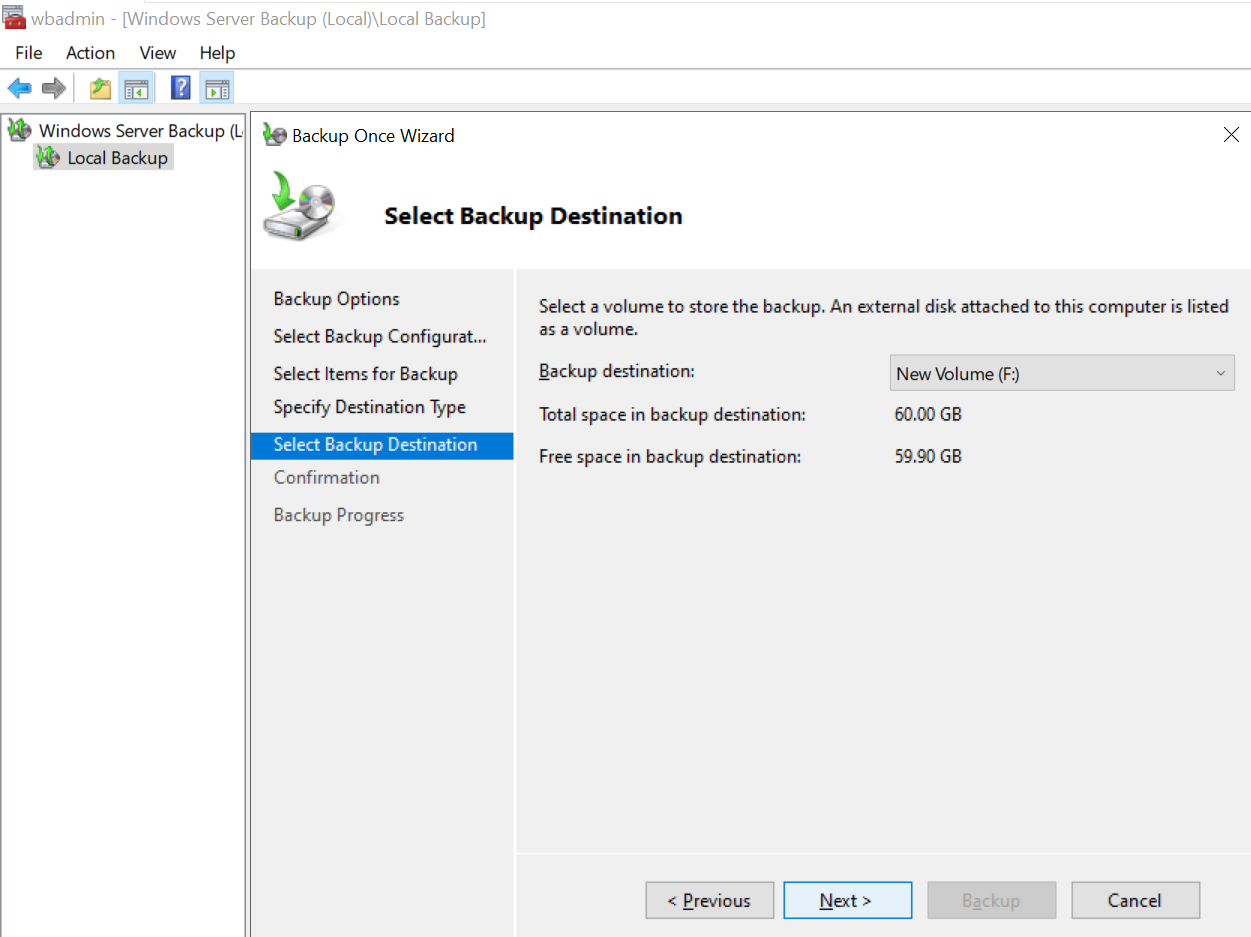 wbadmin - [Windows Server Backup (Local)\Local Backup]
File Action View Help
Windows Server Backup (L
Local Backup
Backup Once Wizard
Select Backup Destination
Backup Options
Select Backup Configurat...
Select Items for Backup
Specify Destination Type
Select Backup Destination
Confirmation
Backup Progress
Select a volume to store the backup. An external disk attached to this computer is listed
as a volume.
Backup destination: New Volume (F:)
Total space in backup destination: 60.00 GB
Free space in backup destination: 59.90 GB
< Previous Next > Backup Cancel